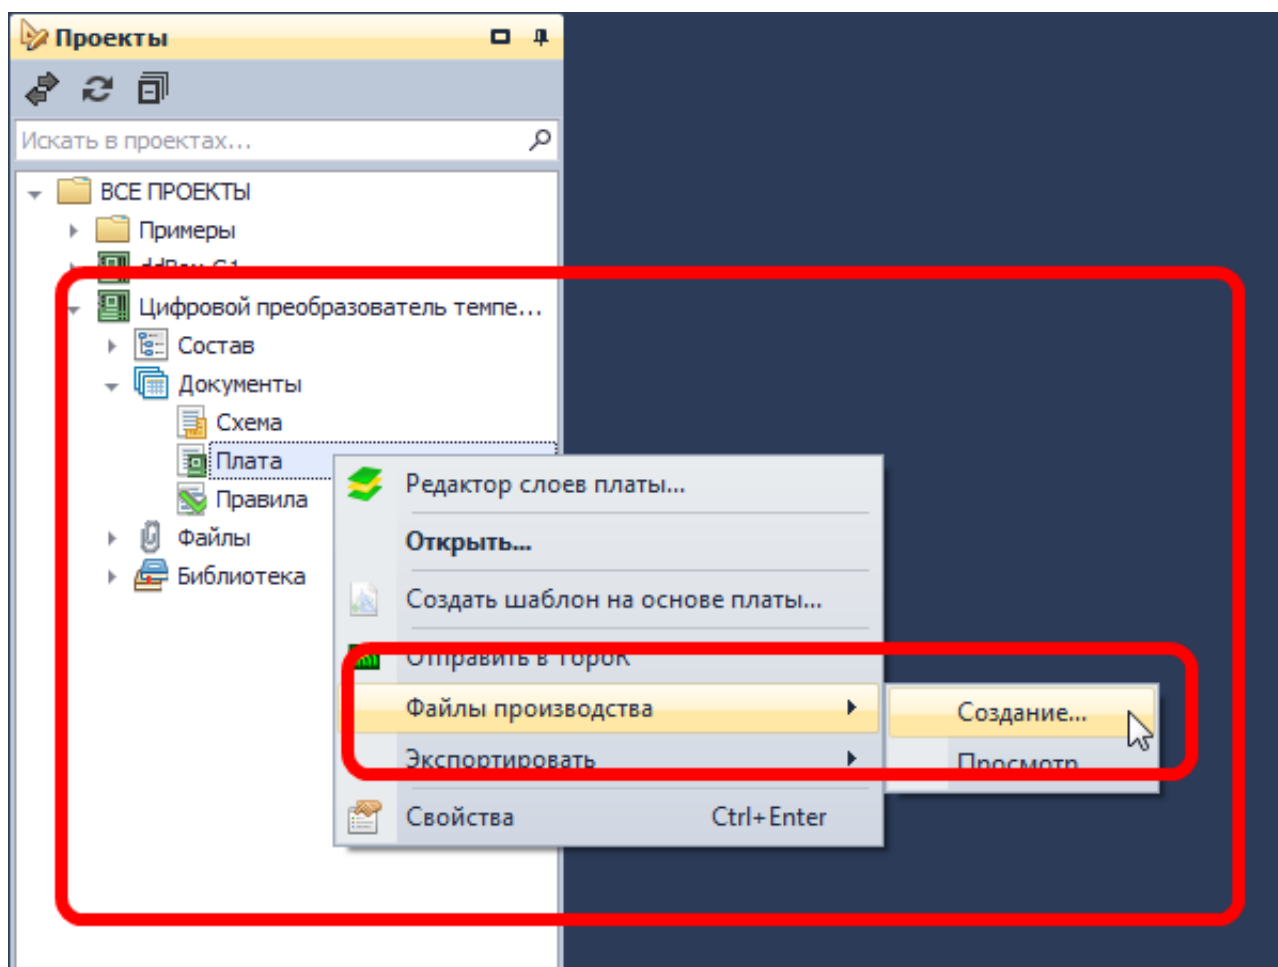 Проекты
Искать в проектах...
ВСЕ ПРОЕКТЫ
Примеры
Цифровой преобразователь темпе...
Состав
Документы
Схема
Плата
Правила
Файлы
Библиотека
Редактор слоев платы...
Открыть...
Создать шаблон на основе платы...
Отправить в TopoR
Файлы производства
Экспортировать
Свойства Ctrl+Enter
Создание...
Просмотр